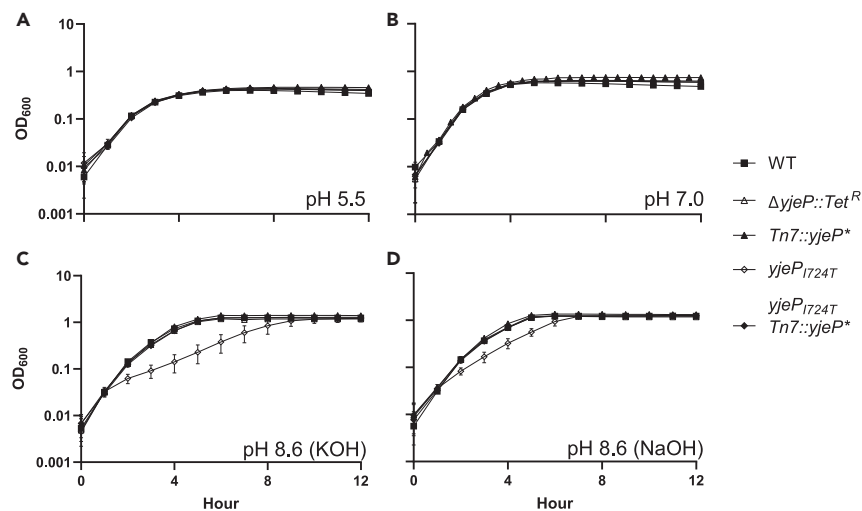 A
B
10
1
0.1
0.01
0.001
OD600
pH 5.5
pH 7.0
WT
ΔyjeP::TetR
Tn7::yjeP*
yjePI724T
yjePI724T
Tn7::yjeP*
C
D
10
1
0.1
0.01
0.001
OD600
pH 8.6 (KOH)
pH 8.6 (NaOH)
0 4 8 12
0 4 8 12
Hour
Hour